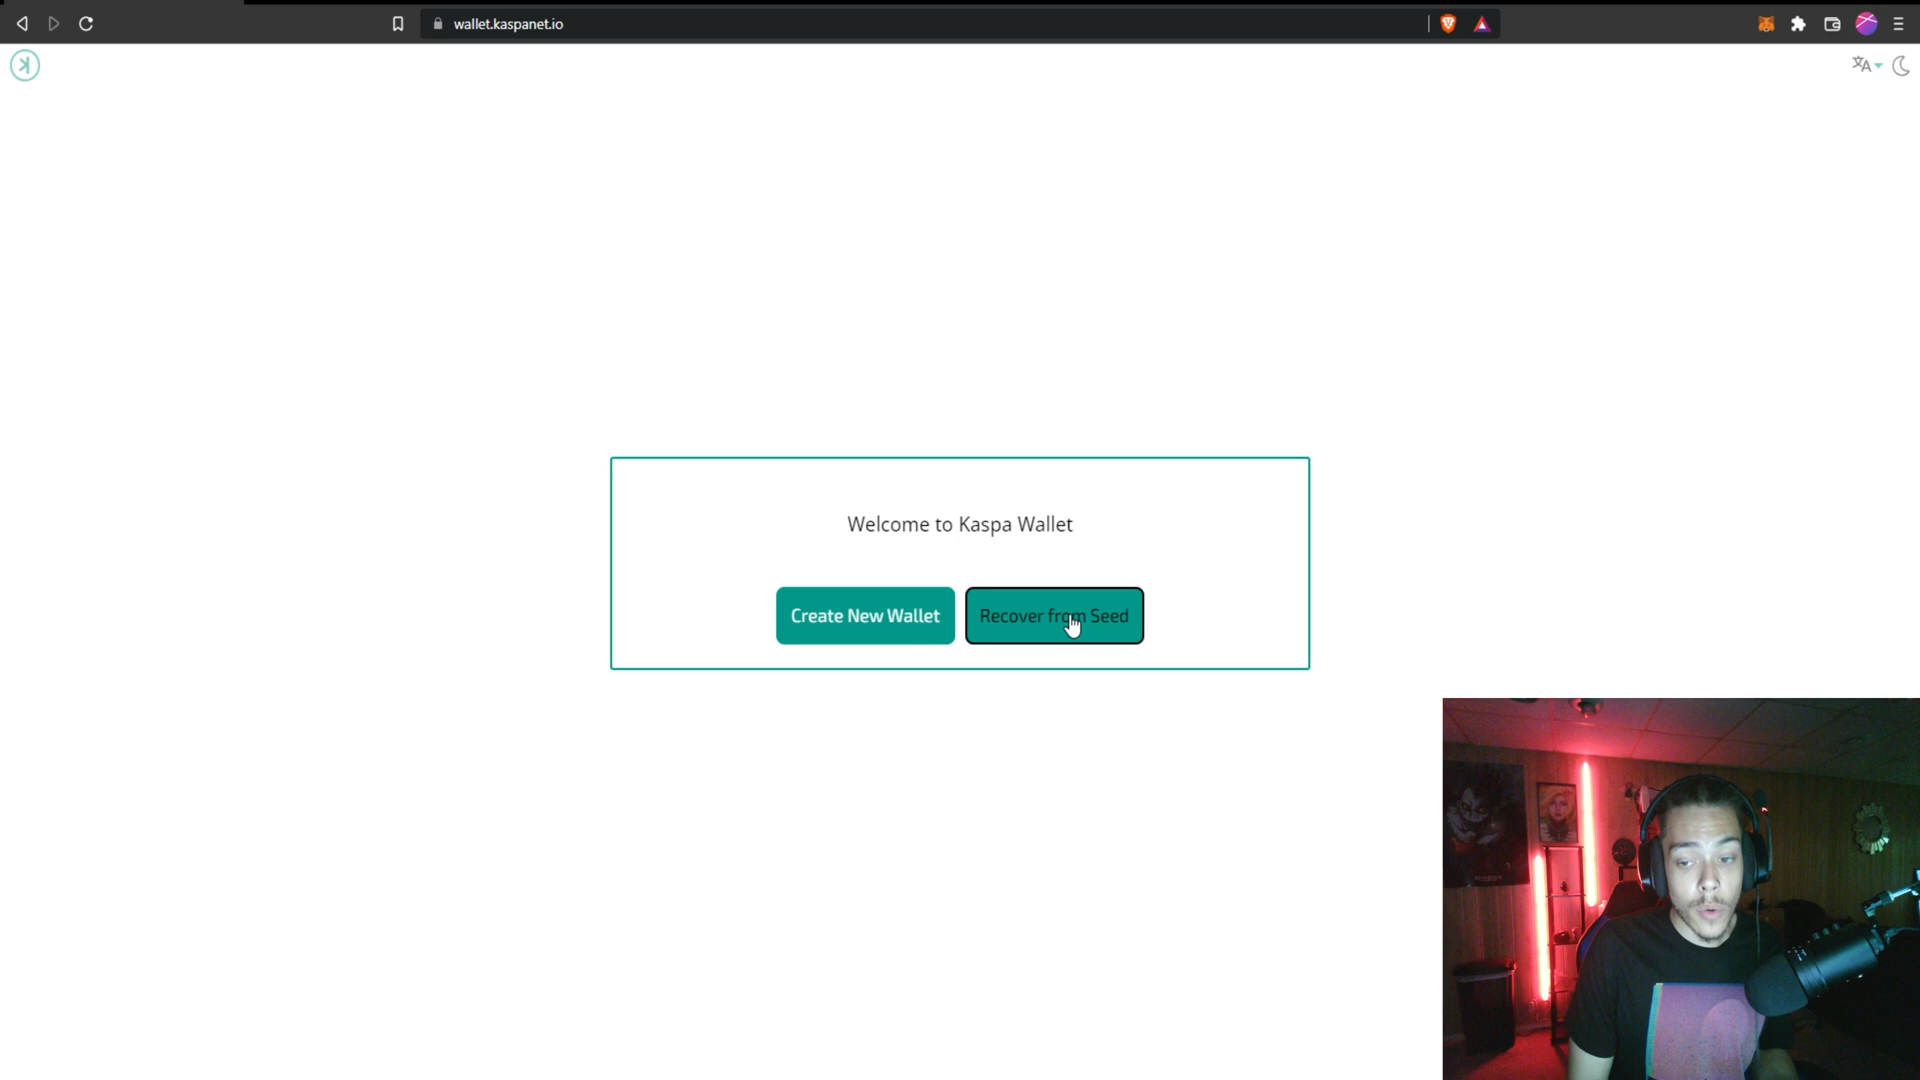 wallet.kaspanet.io
Welcome to Kaspa Wallet
Create New Wallet
Recover from Seed